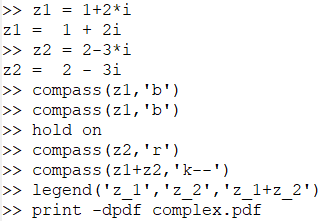 >> z1 = 1+2*i
z1 =  1 + 2i
>> z2 = 2-3*i
z2 =  2 - 3i
>> compass(z1,'b')
>> compass(z1,'b')
>> hold on
>> compass(z2,'r')
>> compass(z1+z2,'k--')
>> legend('z_1','z_2','z_1+z_2')
>> print -dpdf complex.pdf